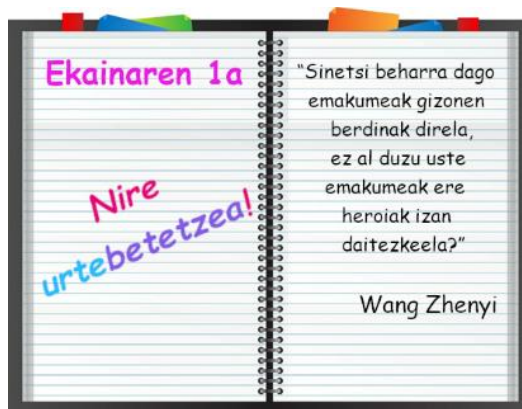 Ekainaren 1a
Nire
urtebetetzea!
“Sinetsi beharra dago
emakumeak gizonen
berdinak direla,
ez al duzu uste
emakumeak ere
heroiak izan
daitezkeela?”
Wang Zhenyi